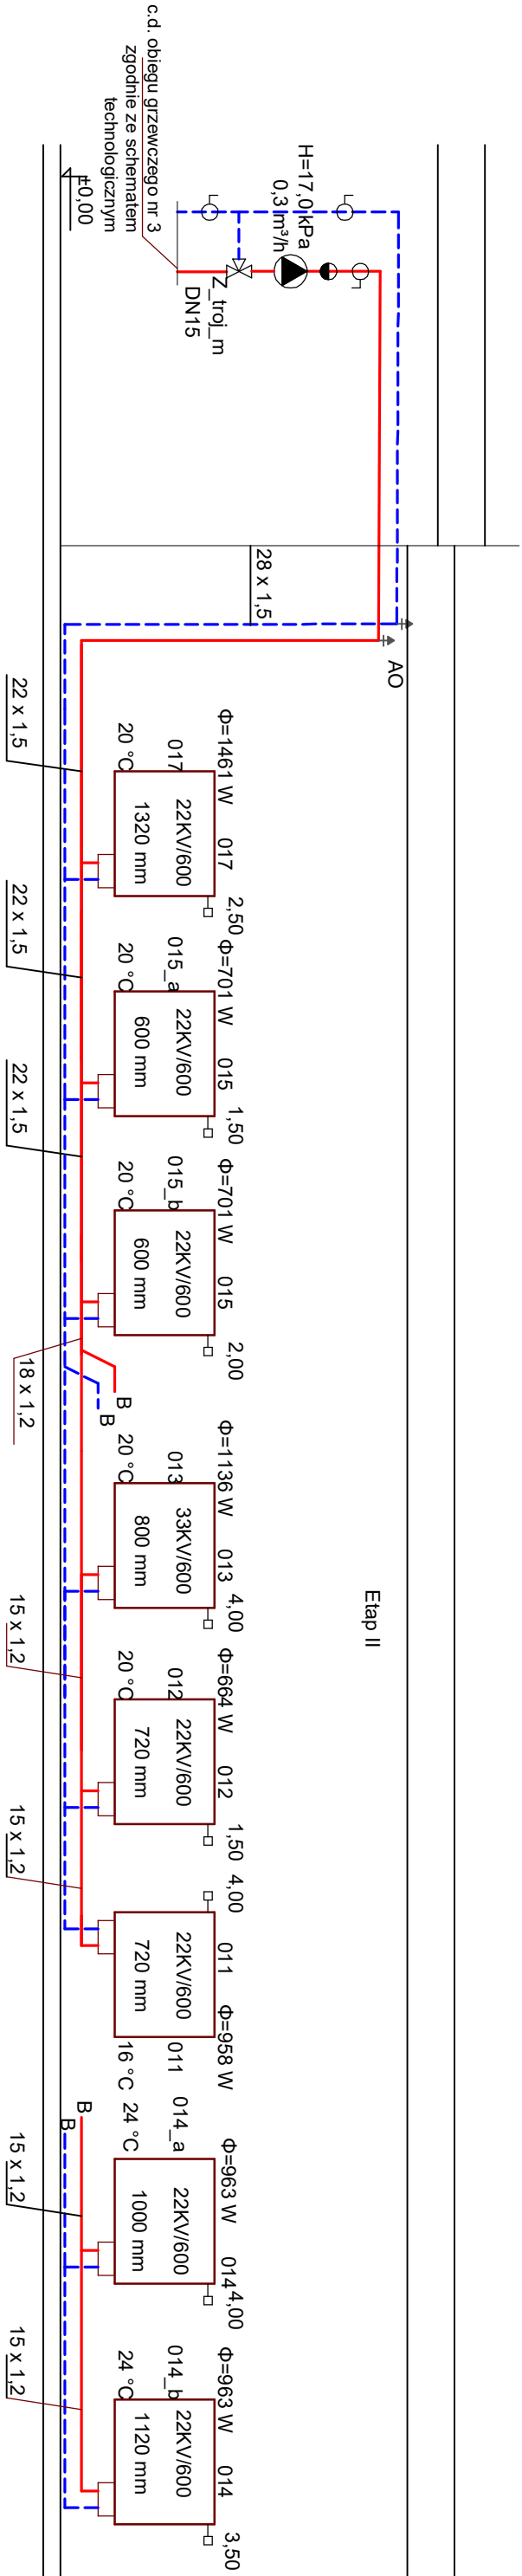 c.d. obiegu grzewczego nr 3
zgodnie ze schematem
technologicznym
±0,00
H=17,0 kPa
0,3 m³/h
Z_troj_m
DN15
28 x 1,5
AO
Etap II
Φ=1461 W
017
2,50
017
22KV/600
20 °C
1320 mm
22 x 1,5
Φ=701 W
015
1,50
015_a
22KV/600
20 °C
600 mm
22 x 1,5
Φ=701 W
015
2,00
015_b
22KV/600
20 °C
600 mm
22 x 1,5
18 x 1,2
B
B
Φ=1136 W
013
4,00
013
33KV/600
20 °C
800 mm
15 x 1,2
Φ=664 W
012
1,50
012
22KV/600
20 °C
720 mm
15 x 1,2
4,00
011
Φ=958 W
22KV/600
011
720 mm
16 °C
B
B
Φ=963 W
014
4,00
014_a
22KV/600
24 °C
1000 mm
15 x 1,2
Φ=963 W
014
3,50
014_b
22KV/600
24 °C
1120 mm
15 x 1,2